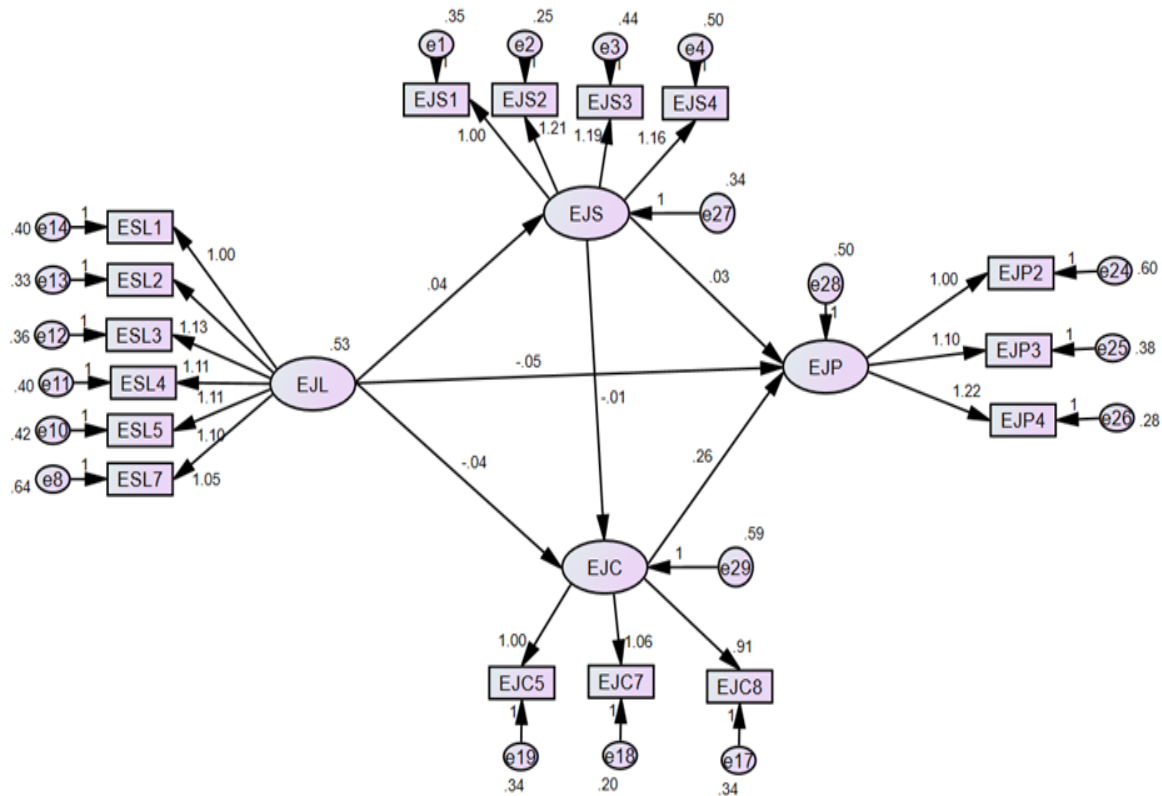 .35 .25 .44 .50
e1 e2 e3 e4
1 1 1 1
EJS1 EJS2 EJS3 EJS4
1.00 1.21 1.19 1.16
EJS 1 e27 .34
.40 e14 1 ESL1 1.00
.33 e13 1 ESL2
.36 e12 1 ESL3 1.13
.40 e11 1 ESL4 1.11
.42 e10 1 ESL5 1.11
1.10
.64 e8 1 ESL7 1.05
EJL .53
.04
-.05
-.04
-.01
.03
.26
.50
e28
1
EJP
1.00 EJP2 1 e24 .60
1.10 EJP3 1 e25 .38
1.22 EJP4 1 e26 .28
EJC 1 e29 .59
1.00 1.06 .91
EJC5 EJC7 EJC8
1 1 1
e19 e18 e17
.34 .20 .34